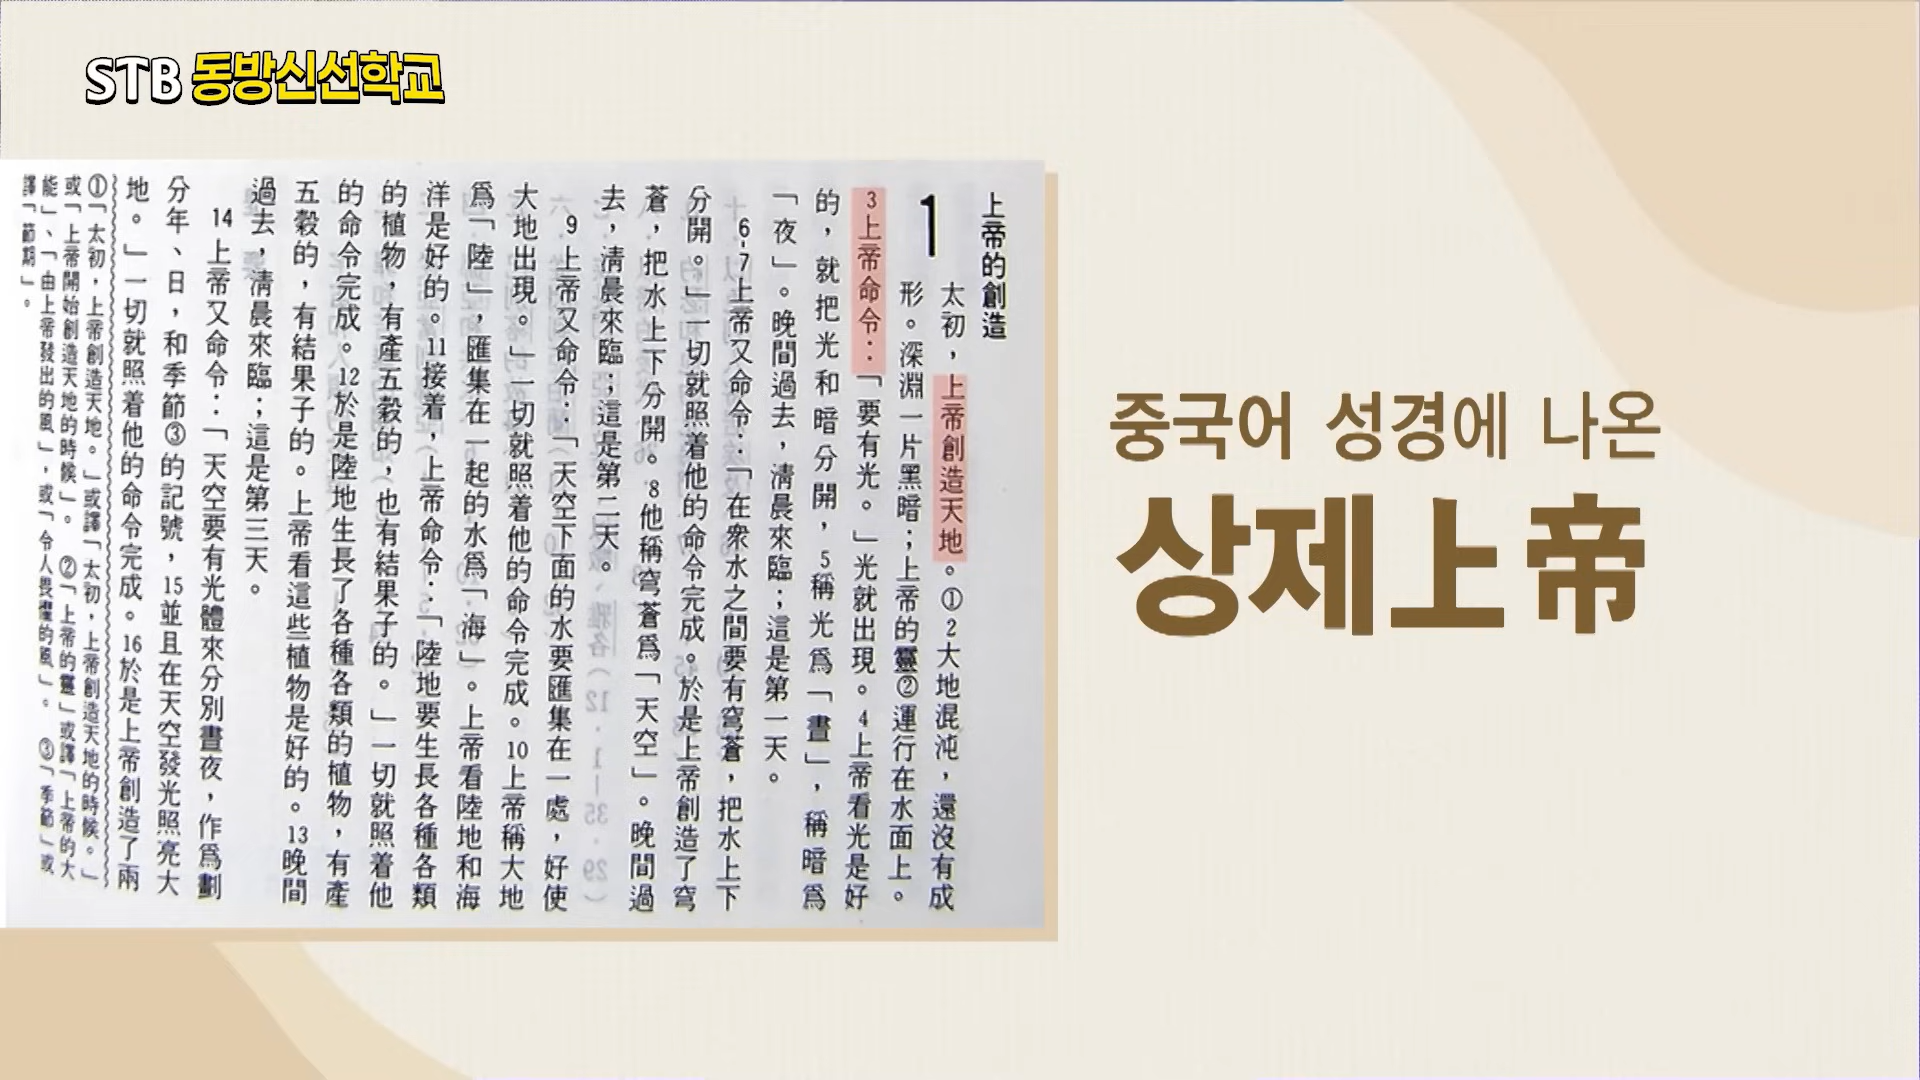 STB 동방신선학교
上帝的創造
1
太初，上帝創造天地。①2大地混沌，還沒有成
形。深淵一片黑暗；上帝的靈②運行在水面上。
3上帝命令：「要有光。」光就出現。4上帝看光是好
的，就把光和暗分開，5稱光爲「晝」，稱暗爲
「夜」。晚間過去，淸晨來臨；這是第一天。
6-7上帝又命令：「在衆水之間要有穹蒼，把水上下
分開。」一切就照着他的命令完成。於是上帝創造了穹
蒼，把水上下分開。8他稱穹蒼爲「天空」。晚間過
去，淸晨來臨；這是第二天。
9上帝又命令：「天空下面的水要匯集在一處，好使
大地出現。」一切就照着他的命令完成。10上帝稱大地
爲「陸」，匯集在一起的水爲「海」。上帝看陸地和海
洋是好的。11接着，上帝命令：「陸地要生長各種各類
的植物，有產五穀的，也有結果子的。」一切就照着他
的命令完成。12於是陸地生長了各種各類的植物，有產
五穀的，有結果子的。上帝看這些植物是好的。13晚間
過去，淸晨來臨；這是第三天。
14上帝又命令：「天空要有光體來分別晝夜，作爲劃
分年、日，和季節③的記號，15並且在天空發光照亮大
地。」一切就照着他的命令完成。16於是上帝創造了兩
①「太初，上帝創造天地。」或譯「太初，上帝創造天地的時候。」
或「上帝開始創造天地的時候」。 ②「上帝的靈」或譯「上帝的大
能」、「由上帝發出的風」，或「令人畏懼的風」。 ③「季節」或
譯「節期」。
중국어 성경에 나온
상제上帝